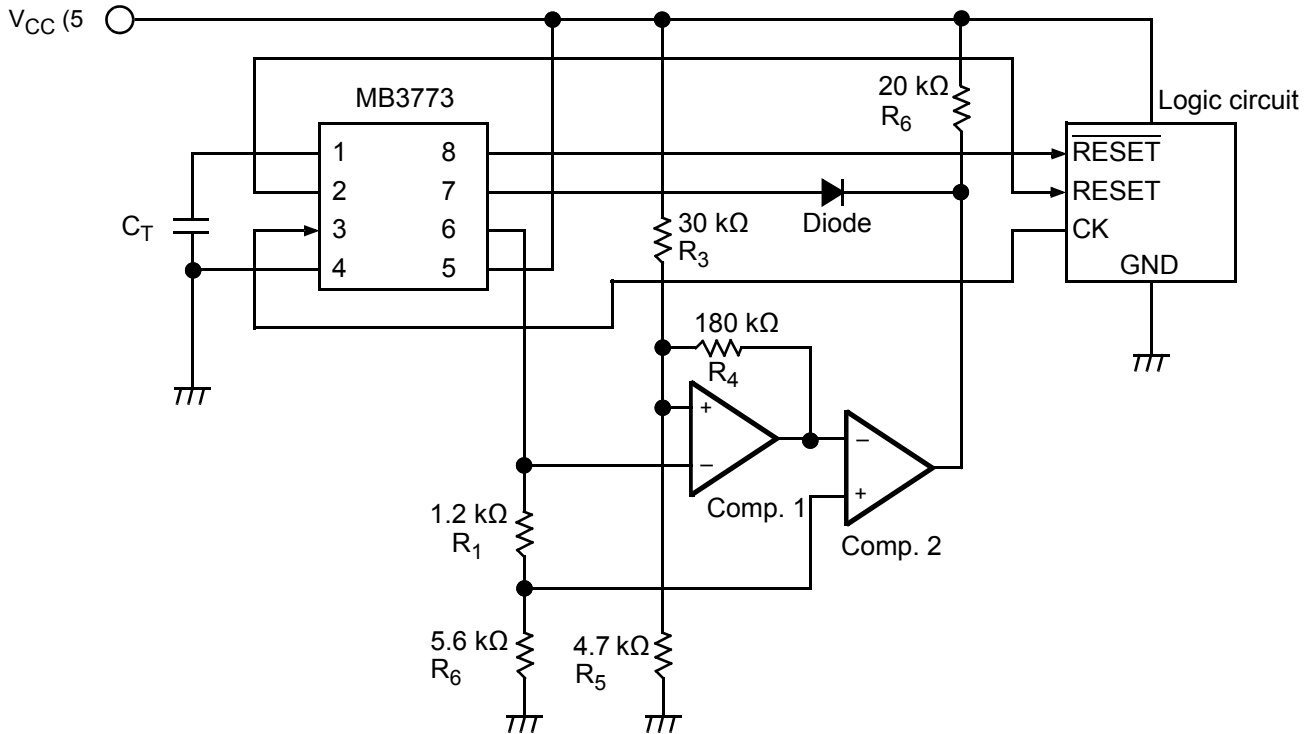 VCC (5
MB3773
1 8
2 7
3 6
4 5
CT
20 kΩ
R6
Logic circuit
RESET
RESET
CK
GND
Diode
30 kΩ
R3
180 kΩ
R4
+
–
Comp. 1
–
+
Comp. 2
1.2 kΩ
R1
5.6 kΩ
R6
4.7 kΩ
R5